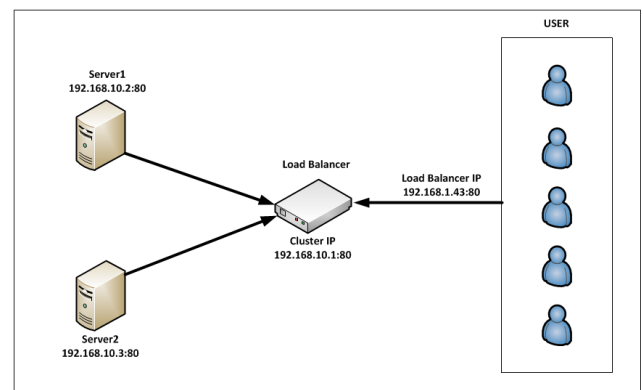 USER
Server1
192.168.10.2:80
Load Balancer
Load Balancer IP
192.168.1.43:80
Cluster IP
192.168.10.1:80
Server2
192.168.10.3:80